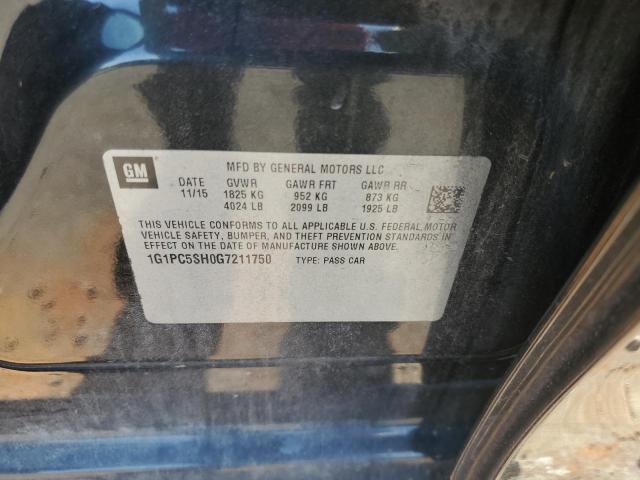 GM
MFD BY GENERAL MOTORS LLC
DATE GVWR GAWR FRT GAWR RR
11/15 1825 KG 952 KG 873 KG
4024 LB 2099 LB 1925 LB
THIS VEHICLE CONFORMS TO ALL APPLICABLE U.S. FEDERAL MOTOR
VEHICLE SAFETY, BUMPER, AND THEFT PREVENTION STANDARDS IN
EFFECT ON THE DATE OF MANUFACTURE SHOWN ABOVE.
1G1PC5SH0G7211750 TYPE: PASS CAR